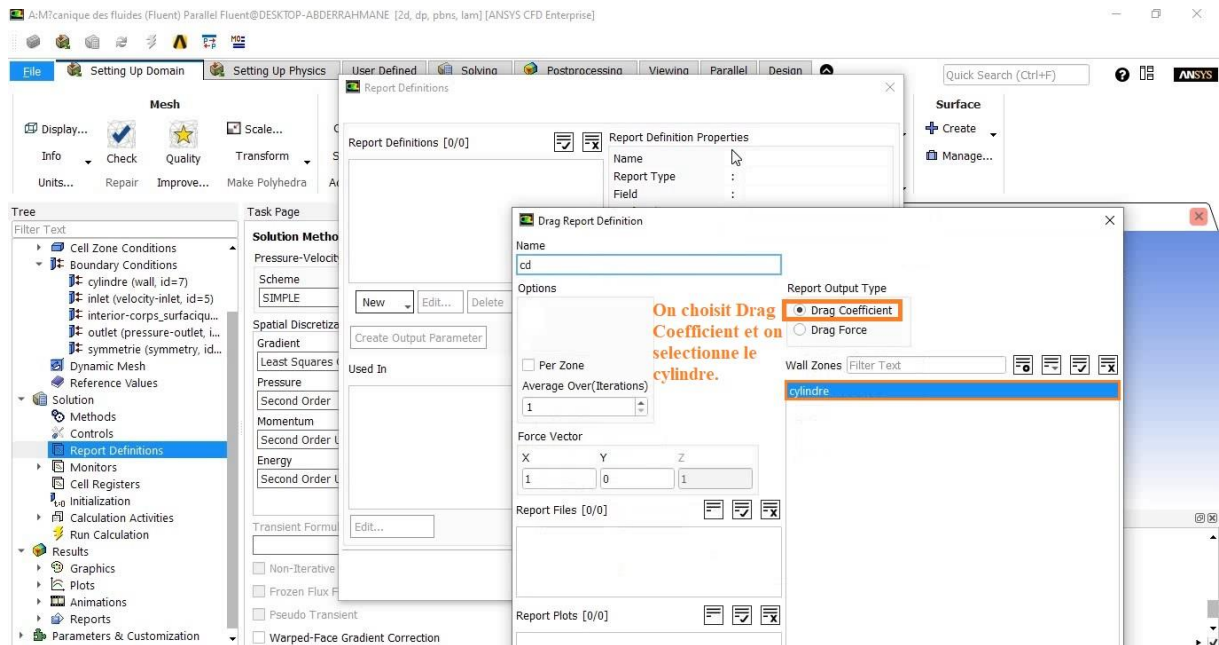 A:M?canique des fluides (Fluent) Parallel Fluent@DESKTOP-ABDERRAHMANE [2d, dp, pbns, lam] [ANSYS CFD Enterprise]
File Setting Up Domain Setting Up Physics User Defined Solving Postprocessing Viewing Parallel Design
Quick Search (Ctrl+F)
ANSYS
Mesh
Display...
Info
Units...
Check
Repair
Quality
Improve...
Scale...
Transform
Make Polyhedra
Surface
Create
Manage...
Tree
Filter Text
Cell Zone Conditions
Boundary Conditions
cylindre (wall, id=7)
inlet (velocity-inlet, id=5)
interior-corps_surfaciqu...
outlet (pressure-outlet, i...
symmetrie (symmetry, id...
Dynamic Mesh
Reference Values
Solution
Methods
Controls
Report Definitions
Monitors
Cell Registers
Initialization
Calculation Activities
Run Calculation
Results
Graphics
Plots
Animations
Reports
Parameters & Customization
Task Page
Solution Metho
Pressure-Velocit
Scheme
SIMPLE
Spatial Discretiza
Gradient
Least Squares
Pressure
Second Order
Momentum
Second Order U
Energy
Second Order U
Transient Formul
Non-Iterative
Frozen Flux F
Pseudo Transient
Warped-Face Gradient Correction
Report Definitions
Report Definitions [0/0]
New
Edit...
Delete
Create Output Parameter
Used In
Edit...
Report Definition Properties
Name
Report Type :
Field :
Drag Report Definition
Name
cd
Options
Per Zone
Average Over(Iterations)
1
Force Vector
X Y Z
1 0 1
Report Files [0/0]
Report Plots [0/0]
On choisit Drag
Coefficient et on
selectionne le
cylindre.
Report Output Type
Drag Coefficient
Drag Force
Wall Zones Filter Text
cylindre